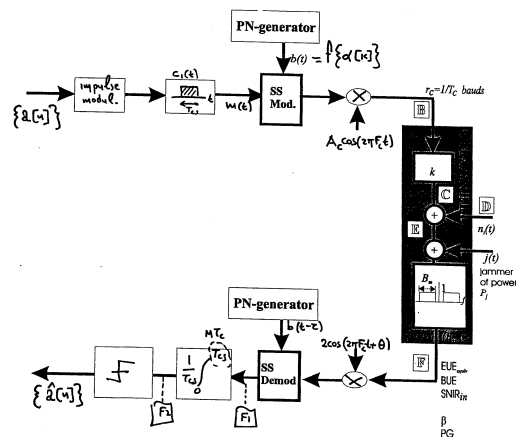 PN-generator
b(t) = f{α[k]}
c₁(t)
impulse
modul.
t
T_cs
m(t)
SS
Mod.
×
r_c=1/T_c bauds
{a[n]}
A_c cos(2πF_c t)
B
k
C
D
+
n_i(t)
E
+
j(t)
jammer
of power
P_j
B_ss
f
PN-generator
b(t-τ)
2cos(2πF_c t+θ)
F
MT_c
T_cs
1
T_cs
0
SS
Demod
×
{â[n]}
F2
F1
EUE
BUE
SNIR_in
β
PG